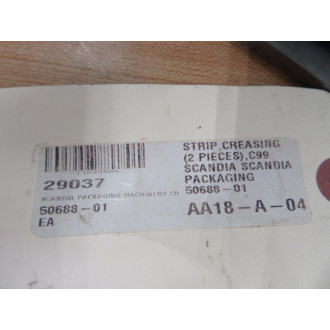 29037
SCANDIA PACKAGING MACHINERY CO
50688-01
EA
STRIP,CREASING
(2 PIECES),C99
SCANDIA SCANDIA
PACKAGING
50688-01
AA18-A-04